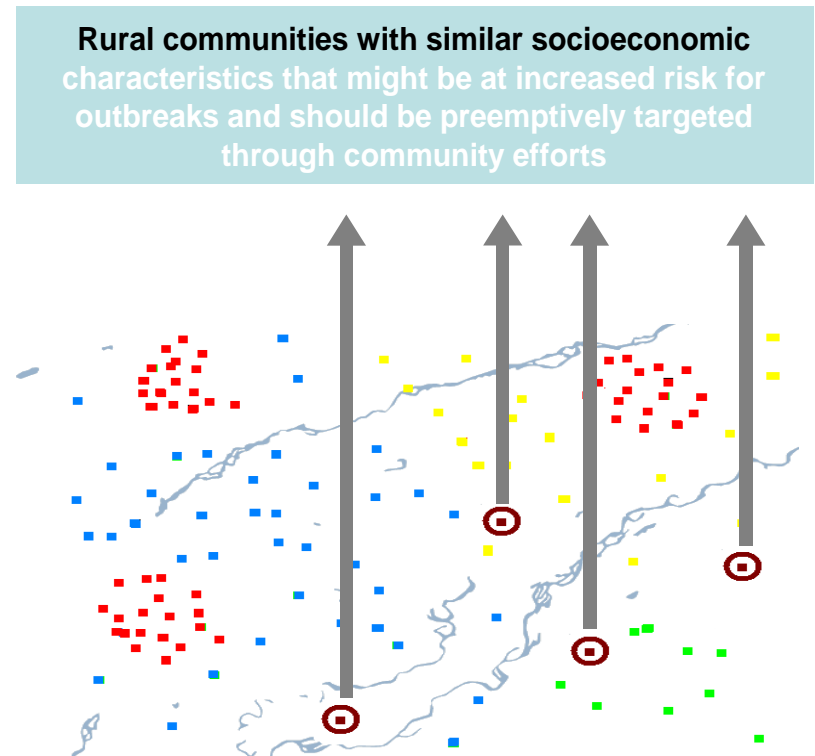 Rural communities with similar socioeconomic
characteristics that might be at increased risk for
outbreaks and should be preemptively targeted
through community efforts